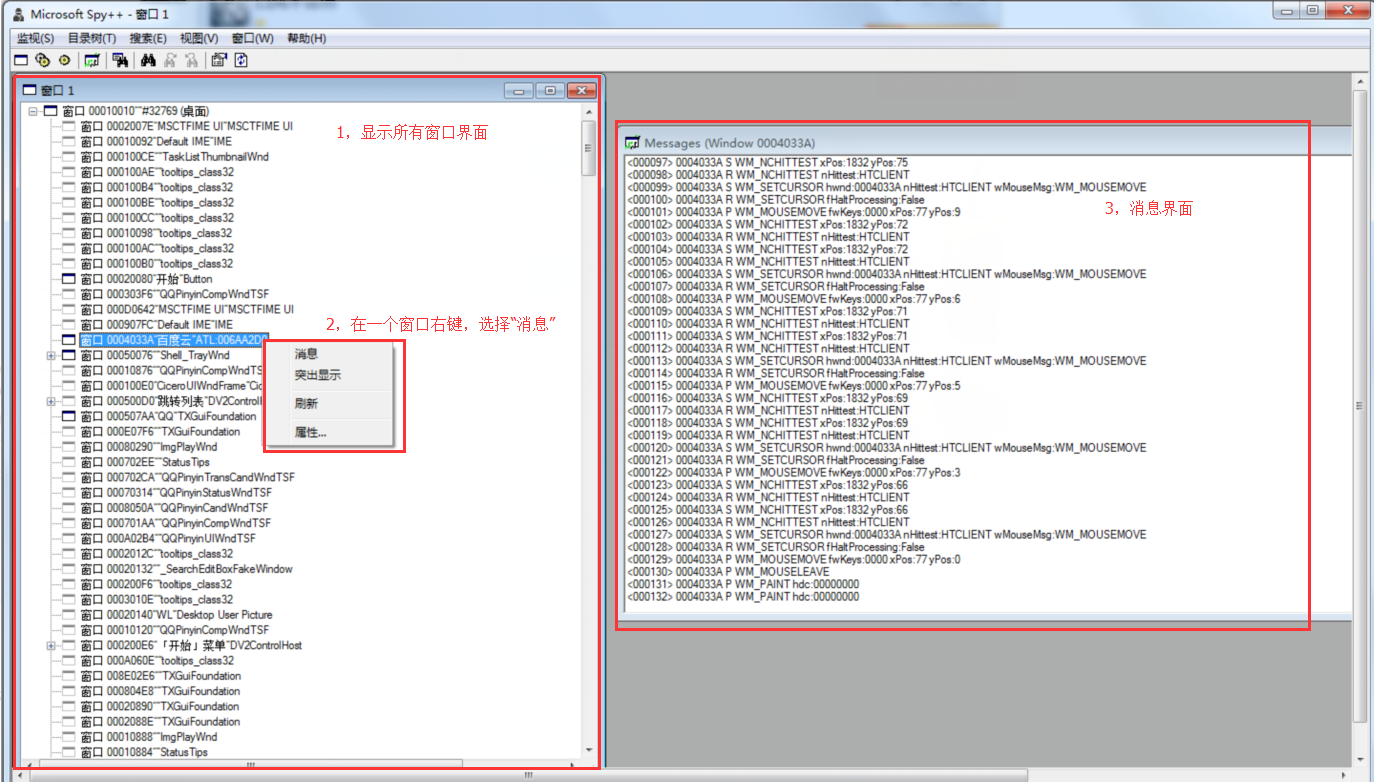 Microsoft Spy++ - 窗口 1
监视(S) 目录树(T) 搜索(E) 视图(V) 窗口(W) 帮助(H)
窗口 1
窗口 00010010""#32769 (桌面)
窗口 0002007E"MSCTFIME UI"MSCTFIME UI
窗口 00010092"Default IME"IME
窗口 000100CE""TaskListThumbnailWnd
窗口 000100AE""tooltips_class32
窗口 000100B4""tooltips_class32
窗口 000100BE""tooltips_class32
窗口 000100CC""tooltips_class32
窗口 00010098""tooltips_class32
窗口 000100AC""tooltips_class32
窗口 000100B0""tooltips_class32
窗口 00020080"开始"Button
窗口 000303F6""QQPinyinCompWndTSF
窗口 000D0642"MSCTFIME UI"MSCTFIME UI
窗口 000907FC"Default IME"IME
窗口 0004033A"百度云"ATL:006AA2D0
窗口 00050076""Shell_TrayWnd
窗口 00010876""QQPinyinCompWndTS
窗口 000100E0"CiceroUIWndFrame"Cic
窗口 000500D0"跳转列表"DV2ControlH
窗口 000507AA"QQ"TXGuiFoundation
窗口 000E07F6""TXGuiFoundation
窗口 00080290""ImgPlayWnd
窗口 000702EE""StatusTips
窗口 000702CA""QQPinyinTransCandWndTSF
窗口 00070314""QQPinyinStatusWndTSF
窗口 0008050A""QQPinyinCandWndTSF
窗口 000701AA""QQPinyinCompWndTSF
窗口 000A02B4""QQPinyinUIWndTSF
窗口 0002012C""tooltips_class32
窗口 00020132""_SearchEditBoxFakeWindow
窗口 000200F6""tooltips_class32
窗口 0003010E""tooltips_class32
窗口 00020140"WL"Desktop User Picture
窗口 00010120""QQPinyinCompWndTSF
窗口 000200E6"「开始」菜单"DV2ControlHost
窗口 000A060E""tooltips_class32
窗口 008E02E6""TXGuiFoundation
窗口 000804E8""TXGuiFoundation
窗口 00020890""TXGuiFoundation
窗口 0002088E""TXGuiFoundation
窗口 00010888""ImgPlayWnd
窗口 00010884""StatusTips
1，显示所有窗口界面
2，在一个窗口右键，选择“消息”
消息
突出显示
刷新
属性...
Messages (Window 0004033A)
<000097> 0004033A S WM_NCHITTEST xPos:1832 yPos:75
<000098> 0004033A R WM_NCHITTEST nHittest:HTCLIENT
<000099> 0004033A S WM_SETCURSOR hwnd:0004033A nHittest:HTCLIENT wMouseMsg:WM_MOUSEMOVE
<000100> 0004033A R WM_SETCURSOR fHaltProcessing:False
<000101> 0004033A P WM_MOUSEMOVE fwKeys:0000 xPos:77 yPos:9
<000102> 0004033A S WM_NCHITTEST xPos:1832 yPos:72
<000103> 0004033A R WM_NCHITTEST nHittest:HTCLIENT
<000104> 0004033A S WM_NCHITTEST xPos:1832 yPos:72
<000105> 0004033A R WM_NCHITTEST nHittest:HTCLIENT
<000106> 0004033A S WM_SETCURSOR hwnd:0004033A nHittest:HTCLIENT wMouseMsg:WM_MOUSEMOVE
<000107> 0004033A R WM_SETCURSOR fHaltProcessing:False
<000108> 0004033A P WM_MOUSEMOVE fwKeys:0000 xPos:77 yPos:6
<000109> 0004033A S WM_NCHITTEST xPos:1832 yPos:71
<000110> 0004033A R WM_NCHITTEST nHittest:HTCLIENT
<000111> 0004033A S WM_NCHITTEST xPos:1832 yPos:71
<000112> 0004033A R WM_NCHITTEST nHittest:HTCLIENT
<000113> 0004033A S WM_SETCURSOR hwnd:0004033A nHittest:HTCLIENT wMouseMsg:WM_MOUSEMOVE
<000114> 0004033A R WM_SETCURSOR fHaltProcessing:False
<000115> 0004033A P WM_MOUSEMOVE fwKeys:0000 xPos:77 yPos:5
<000116> 0004033A S WM_NCHITTEST xPos:1832 yPos:69
<000117> 0004033A R WM_NCHITTEST nHittest:HTCLIENT
<000118> 0004033A S WM_NCHITTEST xPos:1832 yPos:69
<000119> 0004033A R WM_NCHITTEST nHittest:HTCLIENT
<000120> 0004033A S WM_SETCURSOR hwnd:0004033A nHittest:HTCLIENT wMouseMsg:WM_MOUSEMOVE
<000121> 0004033A R WM_SETCURSOR fHaltProcessing:False
<000122> 0004033A P WM_MOUSEMOVE fwKeys:0000 xPos:77 yPos:3
<000123> 0004033A S WM_NCHITTEST xPos:1832 yPos:66
<000124> 0004033A R WM_NCHITTEST nHittest:HTCLIENT
<000125> 0004033A S WM_NCHITTEST xPos:1832 yPos:66
<000126> 0004033A R WM_NCHITTEST nHittest:HTCLIENT
<000127> 0004033A S WM_SETCURSOR hwnd:0004033A nHittest:HTCLIENT wMouseMsg:WM_MOUSEMOVE
<000128> 0004033A R WM_SETCURSOR fHaltProcessing:False
<000129> 0004033A P WM_MOUSEMOVE fwKeys:0000 xPos:77 yPos:0
<000130> 0004033A P WM_MOUSELEAVE
<000131> 0004033A P WM_PAINT hdc:00000000
<000132> 0004033A P WM_PAINT hdc:00000000
3，消息界面